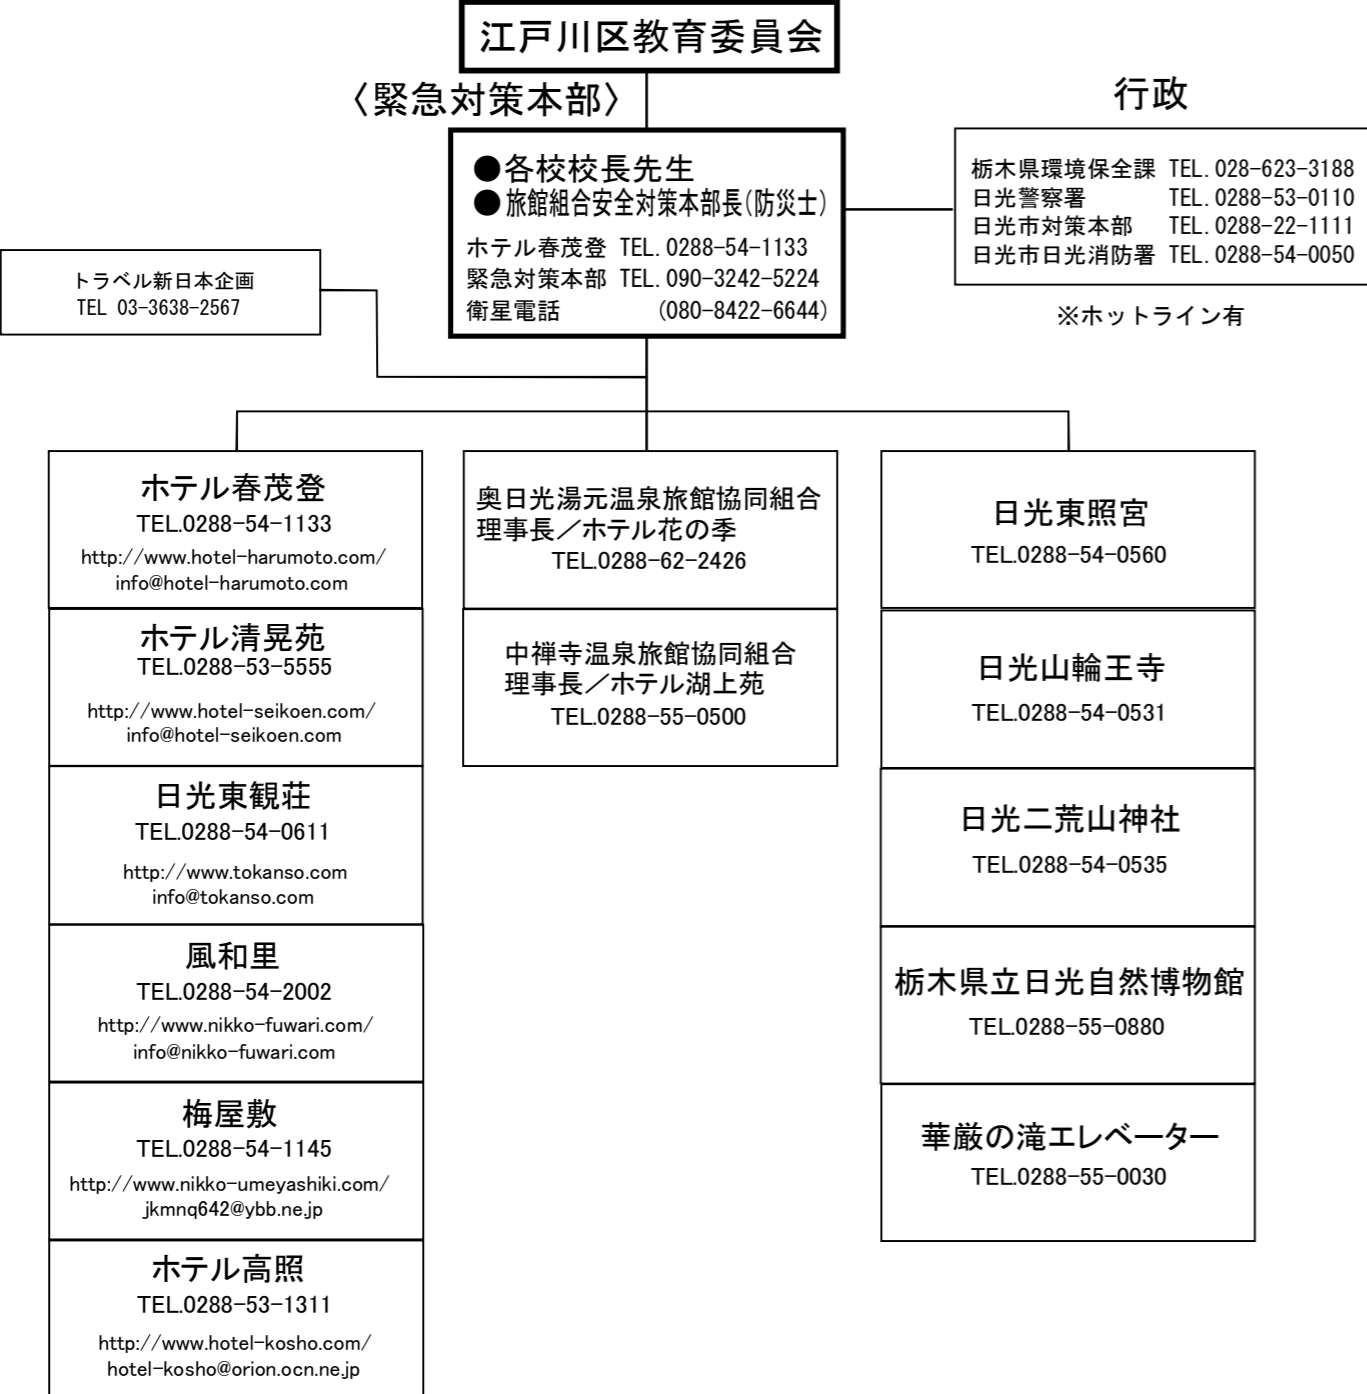 江戸川区教育委員会
〈緊急対策本部〉
●各校校長先生
●旅館組合安全対策本部長(防災士)
ホテル春茂登 TEL. 0288-54-1133
緊急対策本部 TEL. 090-3242-5224
衛星電話 (080-8422-6644)
行政
栃木県環境保全課 TEL. 028-623-3188
日光警察署 TEL. 0288-53-0110
日光市対策本部 TEL. 0288-22-1111
日光市日光消防署 TEL. 0288-54-0050
※ホットライン有
トラベル新日本企画
TEL 03-3638-2567
ホテル春茂登
TEL.0288-54-1133
http://www.hotel-harumoto.com/
info@hotel-harumoto.com
ホテル清晃苑
TEL.0288-53-5555
http://www.hotel-seikoen.com/
info@hotel-seikoen.com
日光東観荘
TEL.0288-54-0611
http://www.tokanso.com
info@tokanso.com
風和里
TEL.0288-54-2002
http://www.nikko-fuwari.com/
info@nikko-fuwari.com
梅屋敷
TEL.0288-54-1145
http://www.nikko-umeyashiki.com/
jkmnq642@ybb.ne.jp
ホテル高照
TEL.0288-53-1311
http://www.hotel-kosho.com/
hotel-kosho@orion.ocn.ne.jp
奥日光湯元温泉旅館協同組合
理事長／ホテル花の季
TEL.0288-62-2426
中禅寺温泉旅館協同組合
理事長／ホテル湖上苑
TEL.0288-55-0500
日光東照宮
TEL.0288-54-0560
日光山輪王寺
TEL.0288-54-0531
日光二荒山神社
TEL.0288-54-0535
栃木県立日光自然博物館
TEL.0288-55-0880
華厳の滝エレベーター
TEL.0288-55-0030